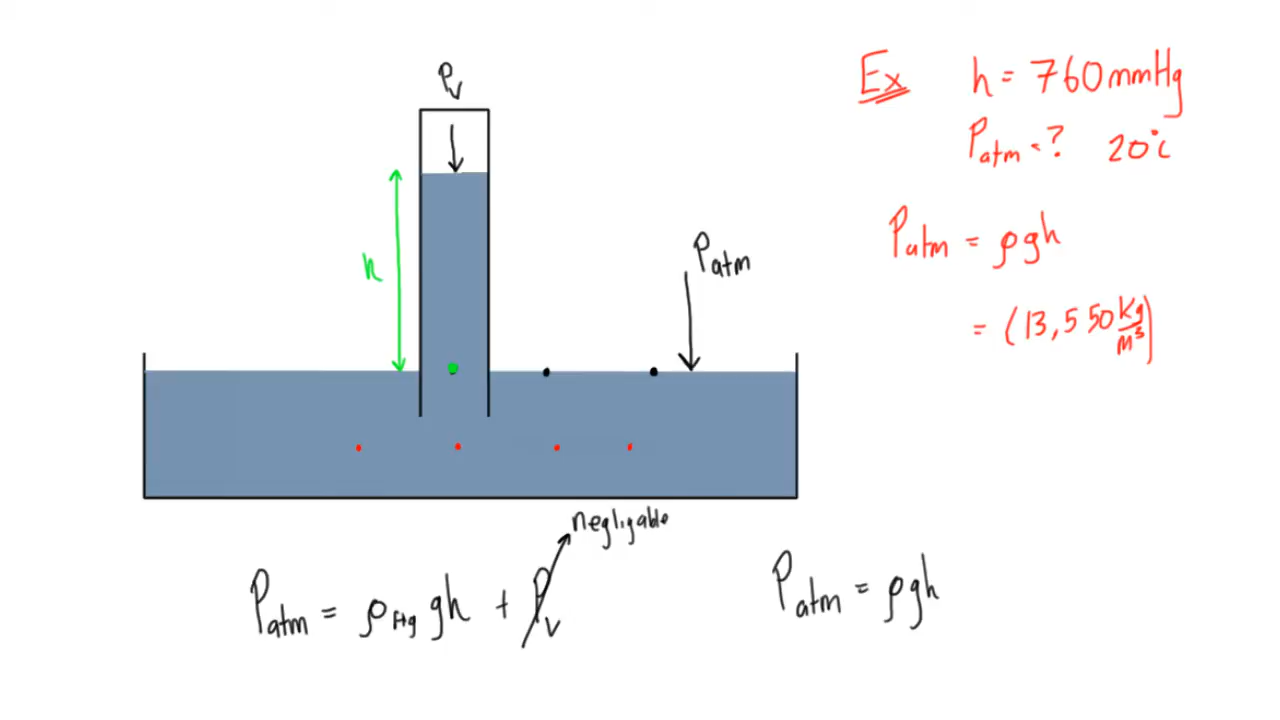 Pv
h
Patm
Ex h = 760mmHg
Patm = ? 20°C
Patm = ρgh
= (13,550 Kg/m³)
negligable
Patm = ρHg gh + Pv
Patm = ρgh